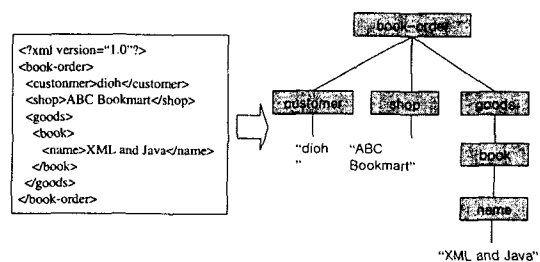 <?xml version="1.0"?>
<book-order>
<custonmer>dioh</customer>
<shop>ABC Bookmart</shop>
<goods>
<book>
<name>XML and Java</name>
</book>
</goods>
</book-order>
book-order
customer shop goods
"dioh
"
"ABC
Bookmart"
book
name
"XML and Java"